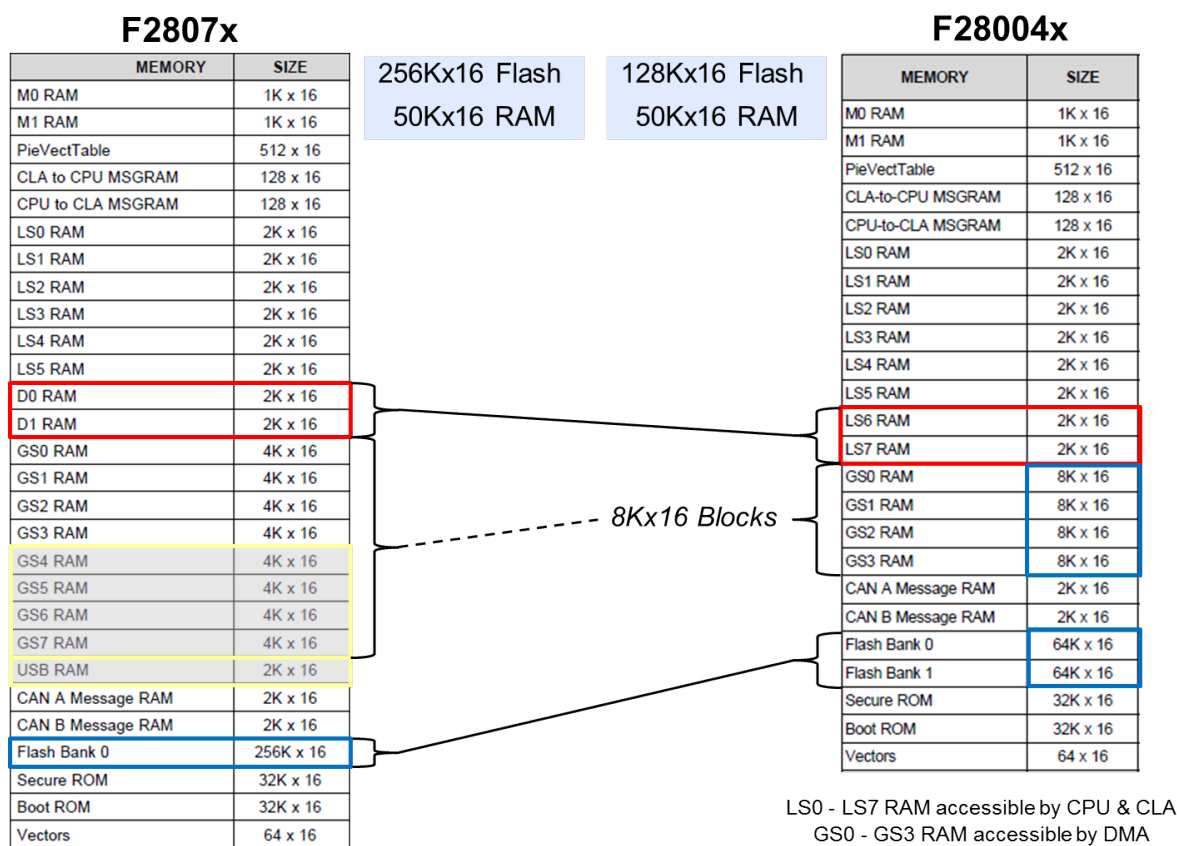 F2807x
MEMORY SIZE
M0 RAM 1K x 16
M1 RAM 1K x 16
PieVectTable 512 x 16
CLA to CPU MSGRAM 128 x 16
CPU to CLA MSGRAM 128 x 16
LS0 RAM 2K x 16
LS1 RAM 2K x 16
LS2 RAM 2K x 16
LS3 RAM 2K x 16
LS4 RAM 2K x 16
LS5 RAM 2K x 16
D0 RAM 2K x 16
D1 RAM 2K x 16
GS0 RAM 4K x 16
GS1 RAM 4K x 16
GS2 RAM 4K x 16
GS3 RAM 4K x 16
GS4 RAM 4K x 16
GS5 RAM 4K x 16
GS6 RAM 4K x 16
GS7 RAM 4K x 16
USB RAM 2K x 16
CAN A Message RAM 2K x 16
CAN B Message RAM 2K x 16
Flash Bank 0 256K x 16
Secure ROM 32K x 16
Boot ROM 32K x 16
Vectors 64 x 16
256Kx16 Flash
50Kx16 RAM
128Kx16 Flash
50Kx16 RAM
8Kx16 Blocks
F28004x
MEMORY SIZE
M0 RAM 1K x 16
M1 RAM 1K x 16
PieVectTable 512 x 16
CLA-to-CPU MSGRAM 128 x 16
CPU-to-CLA MSGRAM 128 x 16
LS0 RAM 2K x 16
LS1 RAM 2K x 16
LS2 RAM 2K x 16
LS3 RAM 2K x 16
LS4 RAM 2K x 16
LS5 RAM 2K x 16
LS6 RAM 2K x 16
LS7 RAM 2K x 16
GS0 RAM 8K x 16
GS1 RAM 8K x 16
GS2 RAM 8K x 16
GS3 RAM 8K x 16
CAN A Message RAM 2K x 16
CAN B Message RAM 2K x 16
Flash Bank 0 64K x 16
Flash Bank 1 64K x 16
Secure ROM 32K x 16
Boot ROM 32K x 16
Vectors 64 x 16
LS0 - LS7 RAM accessible by CPU & CLA
GS0 - GS3 RAM accessible by DMA